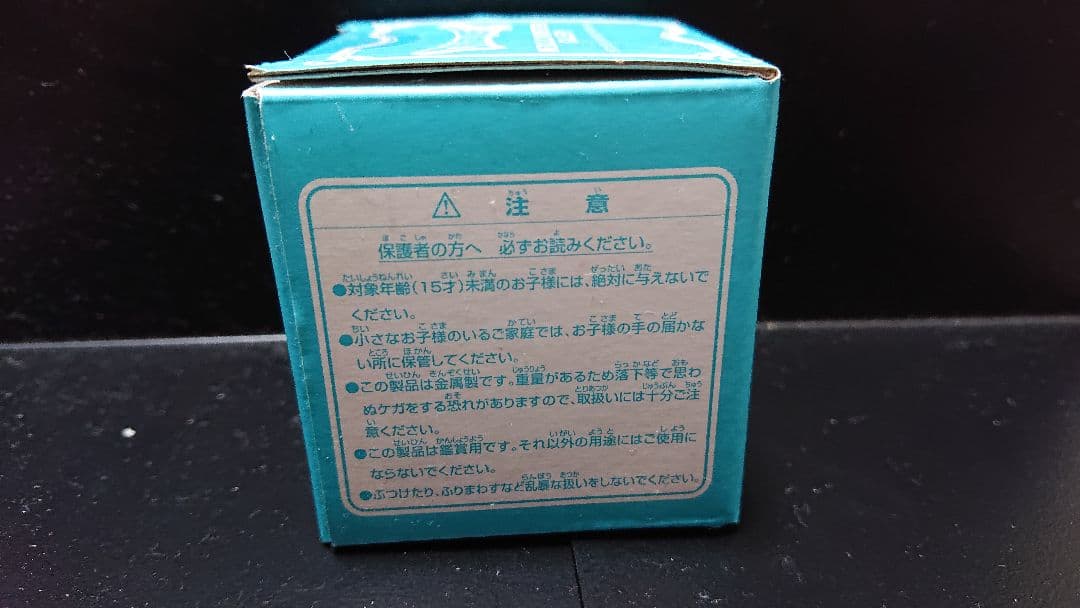 注意
保護者の方へ 必ずお読みください。
●対象年齢(15才)未満のお子様には、絶対に与えないで
ください。
●小さなお子様のいるご家庭では、お子様の手の届かな
い所に保管してください。
●この製品は金属製です。重量があるため落下等で思わ
ぬケガをする恐れがありますので、取扱いには十分ご注
意ください。
●この製品は鑑賞用です。それ以外の用途にはご使用に
ならないでください。
●ぶつけたり、ふりまわすなど乱暴な扱いをしないでください。